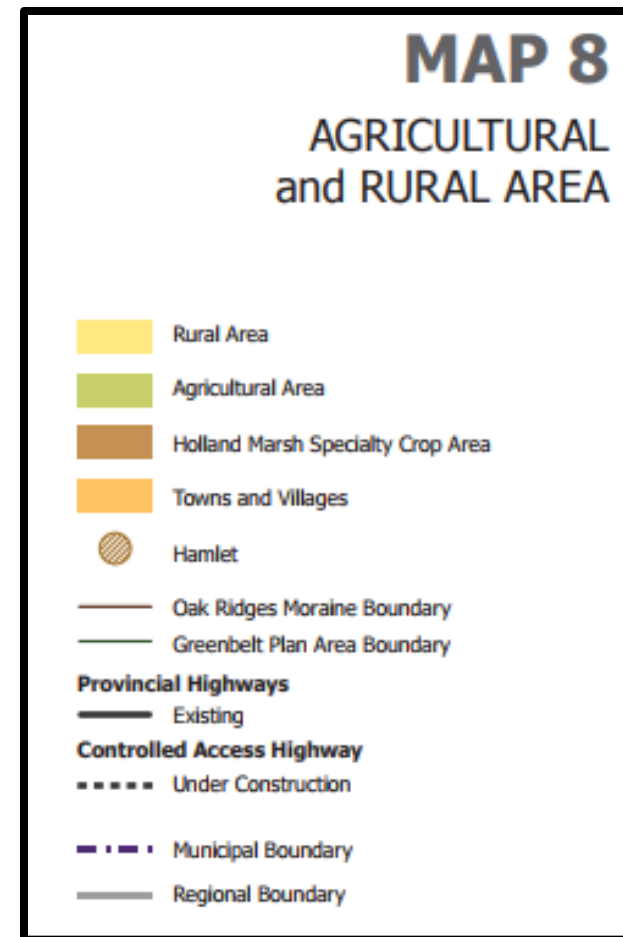 MAP 8
AGRICULTURAL
and RURAL AREA
Rural Area
Agricultural Area
Holland Marsh Specialty Crop Area
Towns and Villages
Hamlet
Oak Ridges Moraine Boundary
Greenbelt Plan Area Boundary
Provincial Highways
Existing
Controlled Access Highway
Under Construction
Municipal Boundary
Regional Boundary